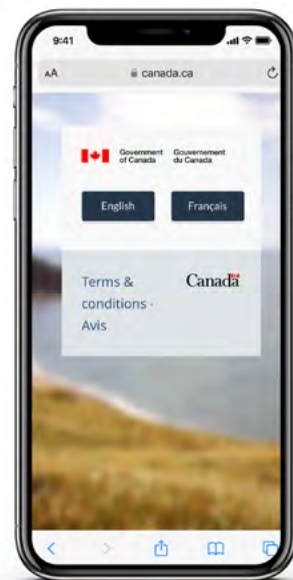 9:41
AA
canada.ca
Government
of Canada
Gouvernement
du Canada
English
Français
Terms &
conditions ·
Avis
Canada